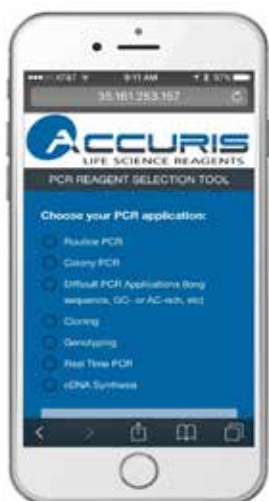 AT&T 9:11 AM 97%
35.161.253.157
ACCURIS
LIFE SCIENCE REAGENTS
PCR REAGENT SELECTION TOOL
Choose your PCR application:
Routine PCR
Colony PCR
Difficult PCR Applications (long
sequence, GC- or AC-rich, etc)
Cloning
Genotyping
Real Time PCR
cDNA Synthesis